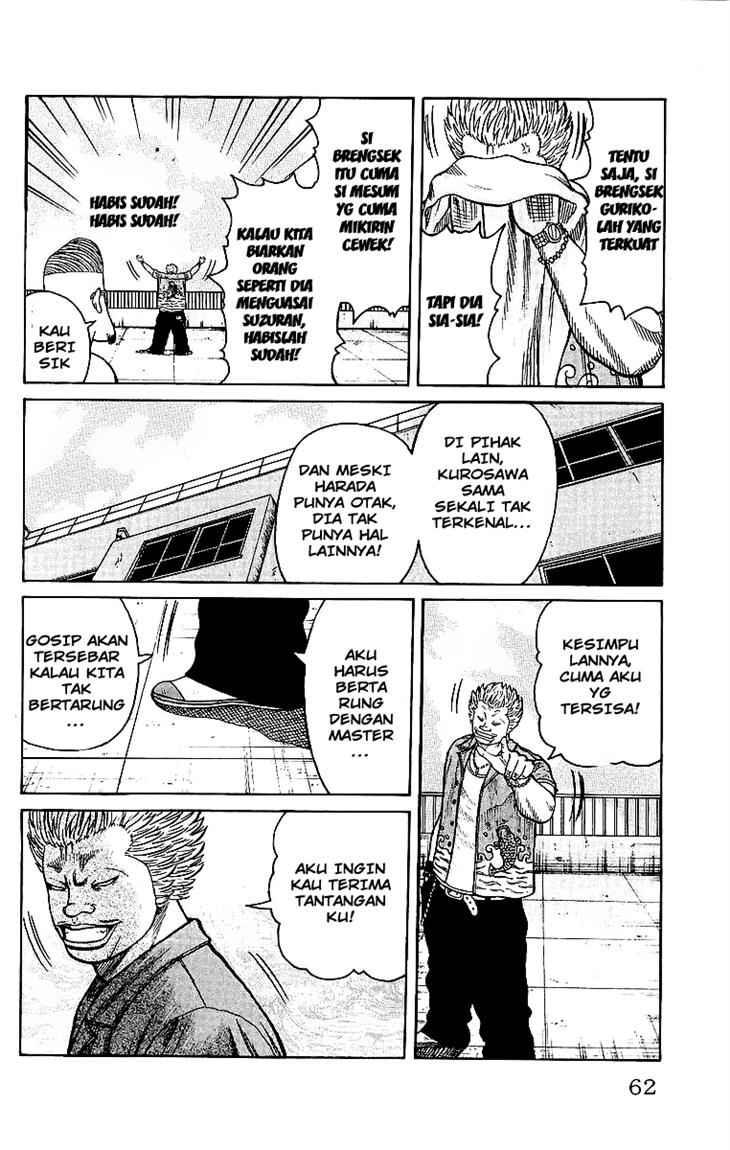 TENTU
SAJA, SI
BRENGSEK
GURIKO-
LAH YANG
TERKUAT
TAPI DIA
SIA-SIA!
SI
BRENGSEK
ITU CUMA
SI MESUM
YG CUMA
MIKIRIN
CEWEK!
KALAU KITA
BIARKAN
ORANG
SEPERTI DIA
MENGUASAI
SUZURAN,
HABISLAH
SUDAH!
HABIS SUDAH!
HABIS SUDAH!
KAU
BERI
SIK
DI PIHAK
LAIN,
KUROSAWA
SAMA
SEKALI TAK
TERKENAL...
DAN MESKI
HARADA
PUNYA OTAK,
DIA TAK
PUNYA HAL
LAINNYA!
KESIMPU
LANNYA,
CUMA AKU
YG
TERSISA!
AKU
HARUS
BERTA
RUNG
DENGAN
MASTER
...
GOSIP AKAN
TERSEBAR
KALAU KITA
TAK
BERTARUNG
...
AKU INGIN
KAU TERIMA
TANTANGAN
KU!
62